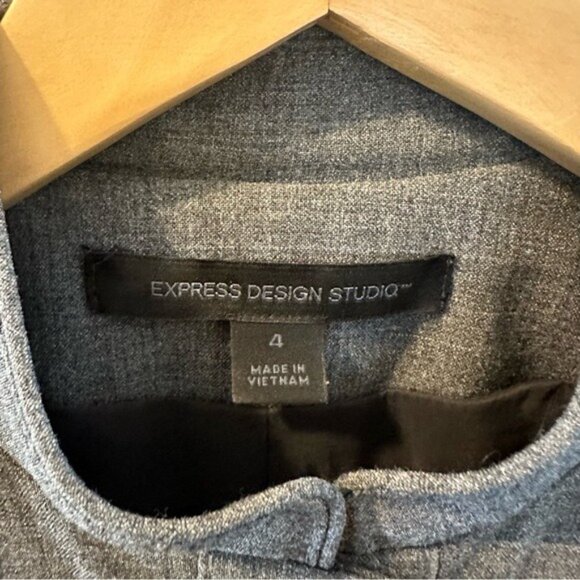 EXPRESS DESIGN STUDIO™
4
MADE IN
VIETNAM